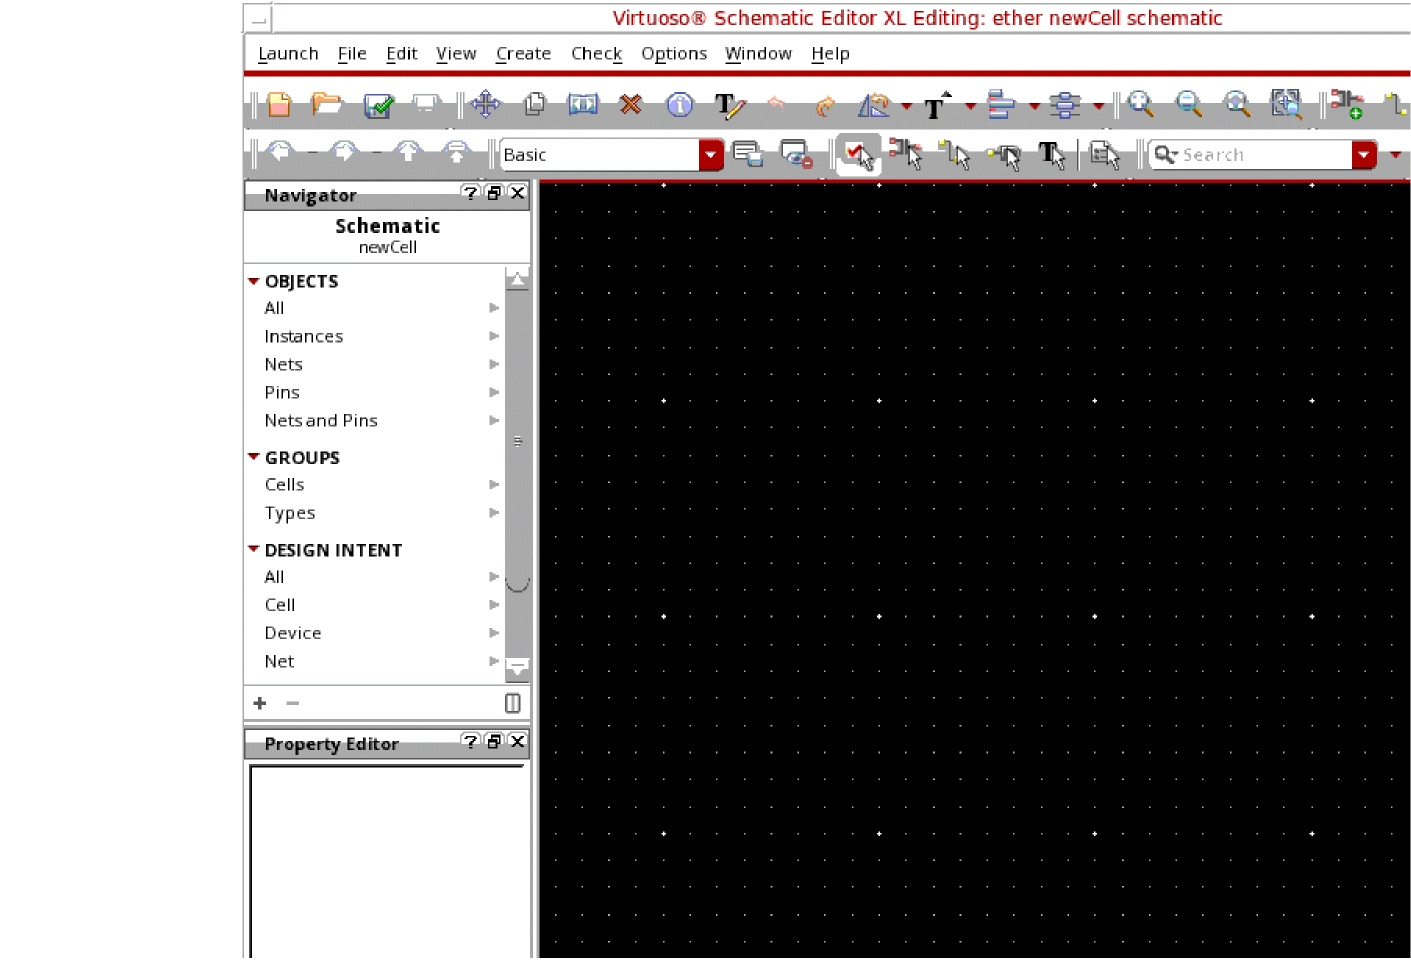 Virtuoso® Schematic Editor XL Editing: ether newCell schematic
Launch File Edit View Create Check Options Window Help
Basic
Search
Navigator
Schematic
newCell
OBJECTS
All
Instances
Nets
Pins
Nets and Pins
GROUPS
Cells
Types
DESIGN INTENT
All
Cell
Device
Net
Property Editor